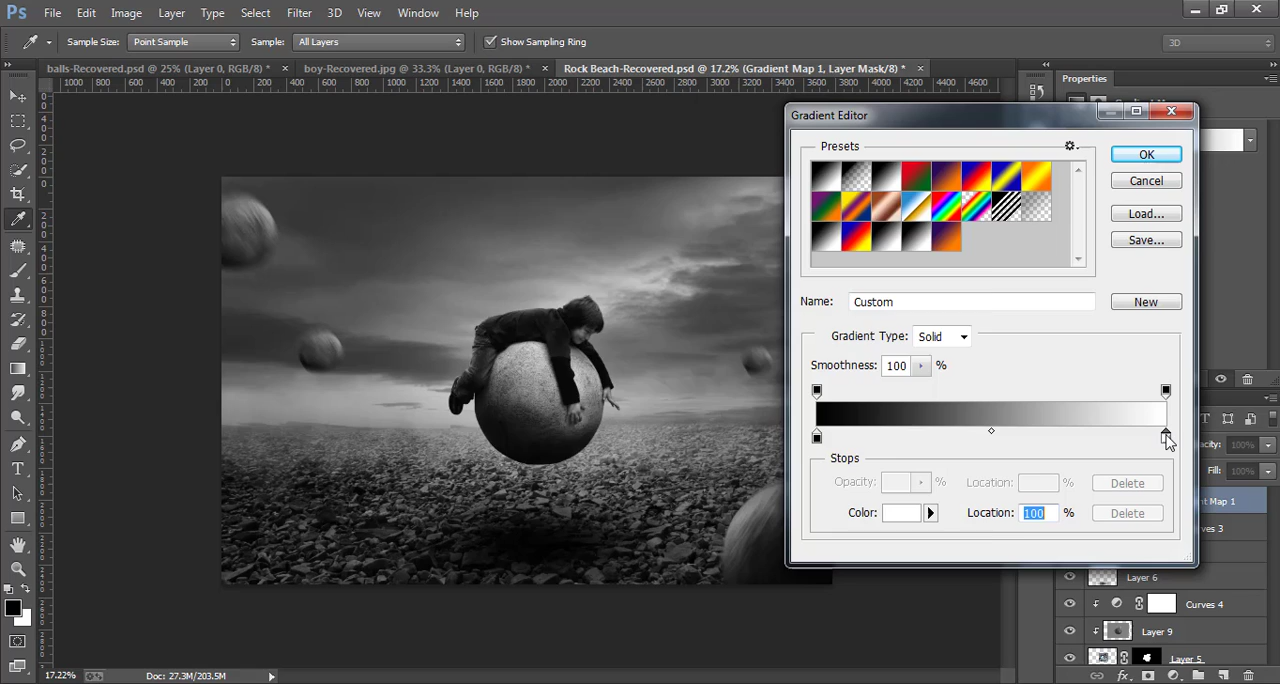 Ps File Edit Image Layer Type Select Filter 3D View Window Help
Sample Size: Point Sample Sample: All Layers Show Sampling Ring 3D
balls-Recovered.psd @ 25% (Layer 0, RGB/8) * × boy-Recovered.jpg @ 33.3% (Layer 0, RGB/8) * × Rock Beach-Recovered.psd @ 17.2% (Gradient Map 1, Layer Mask/8) * × Properties
1000 800 600 400 200 0 200 400 600 800 1000 1200 1400 1600 1800 2000 2200 2400 2600 2800 3000 3200 3400 3600 3800 4000 4200 4400 4600
Gradient Editor
Presets
OK
Cancel
Load...
Save...
Name: Custom New
Gradient Type: Solid
Smoothness: 100 %
Stops
Opacity: % Location: % Delete
Color: Location: 100 % Delete
pacity: 100%
Fill: 100%
nt Map 1
es 3
Layer 6
Curves 4
Layer 9
Layer 5
17.22% Doc: 27.3M/203.5M